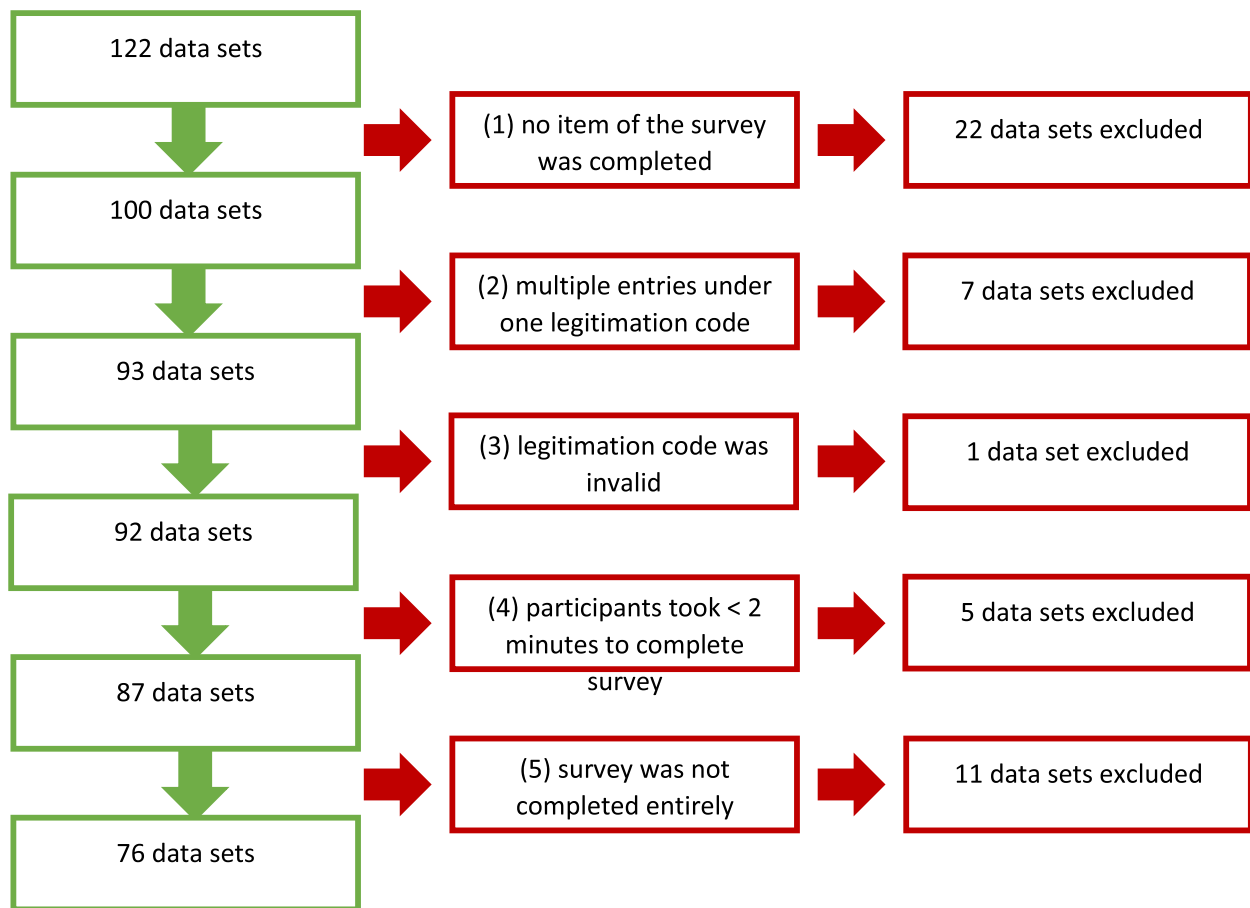 122 data sets
(1) no item of the survey
was completed
22 data sets excluded
100 data sets
(2) multiple entries under
one legitimation code
7 data sets excluded
93 data sets
(3) legitimation code was
invalid
1 data set excluded
92 data sets
(4) participants took < 2
minutes to complete
survey
5 data sets excluded
87 data sets
(5) survey was not
completed entirely
11 data sets excluded
76 data sets